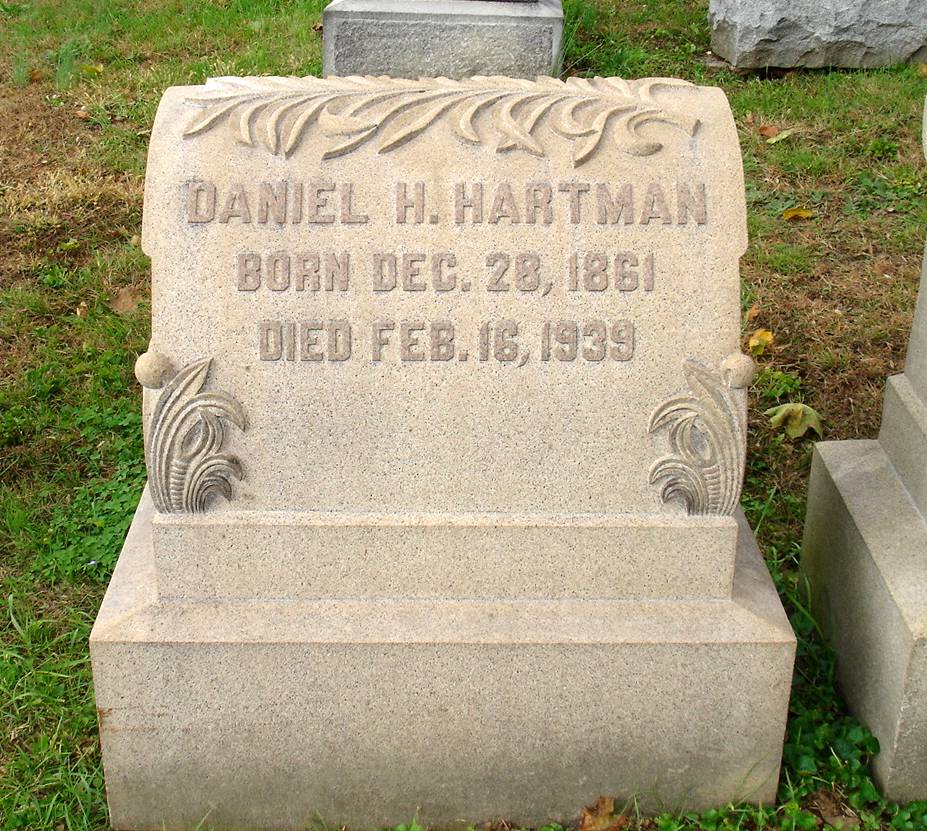 DANIEL H. HARTMAN
BORN DEC. 28, 1861
DIED FEB. 16, 1939